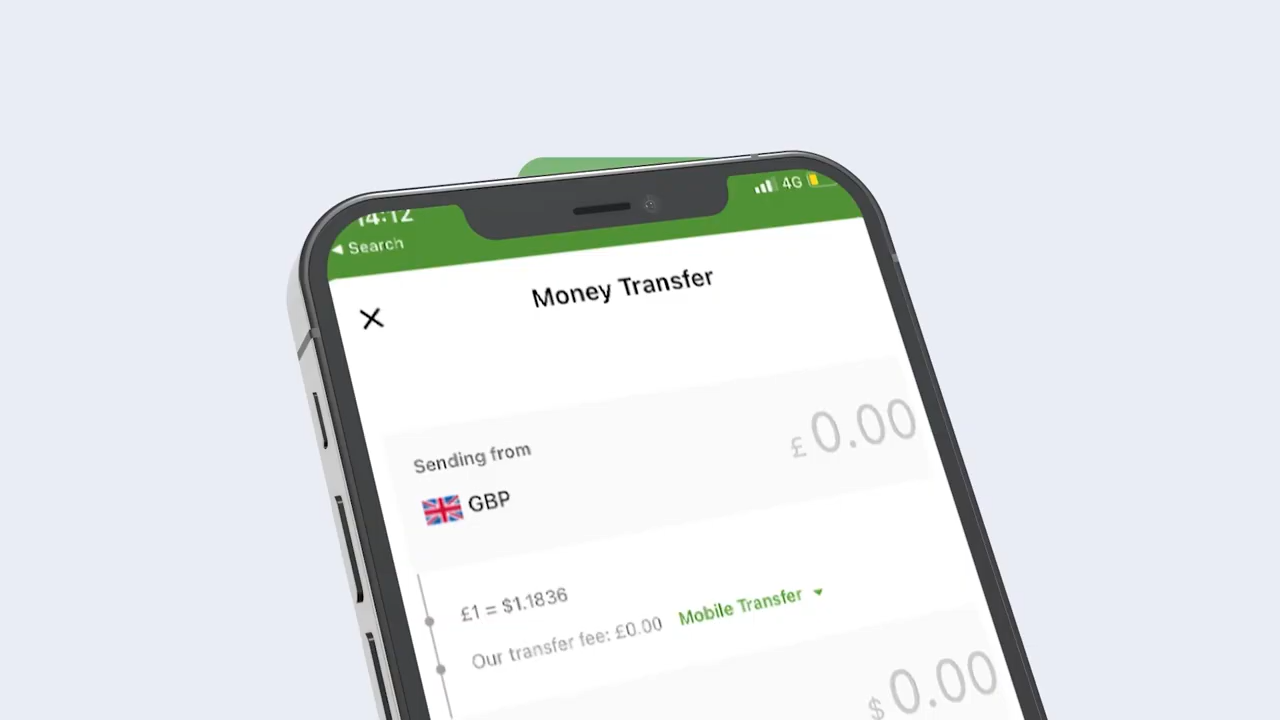 14:12
4G
◀ Search
Money Transfer
Sending from
£ 0.00
GBP
£1 = $1.1836
Our transfer fee: £0.00 Mobile Transfer
$ 0.00